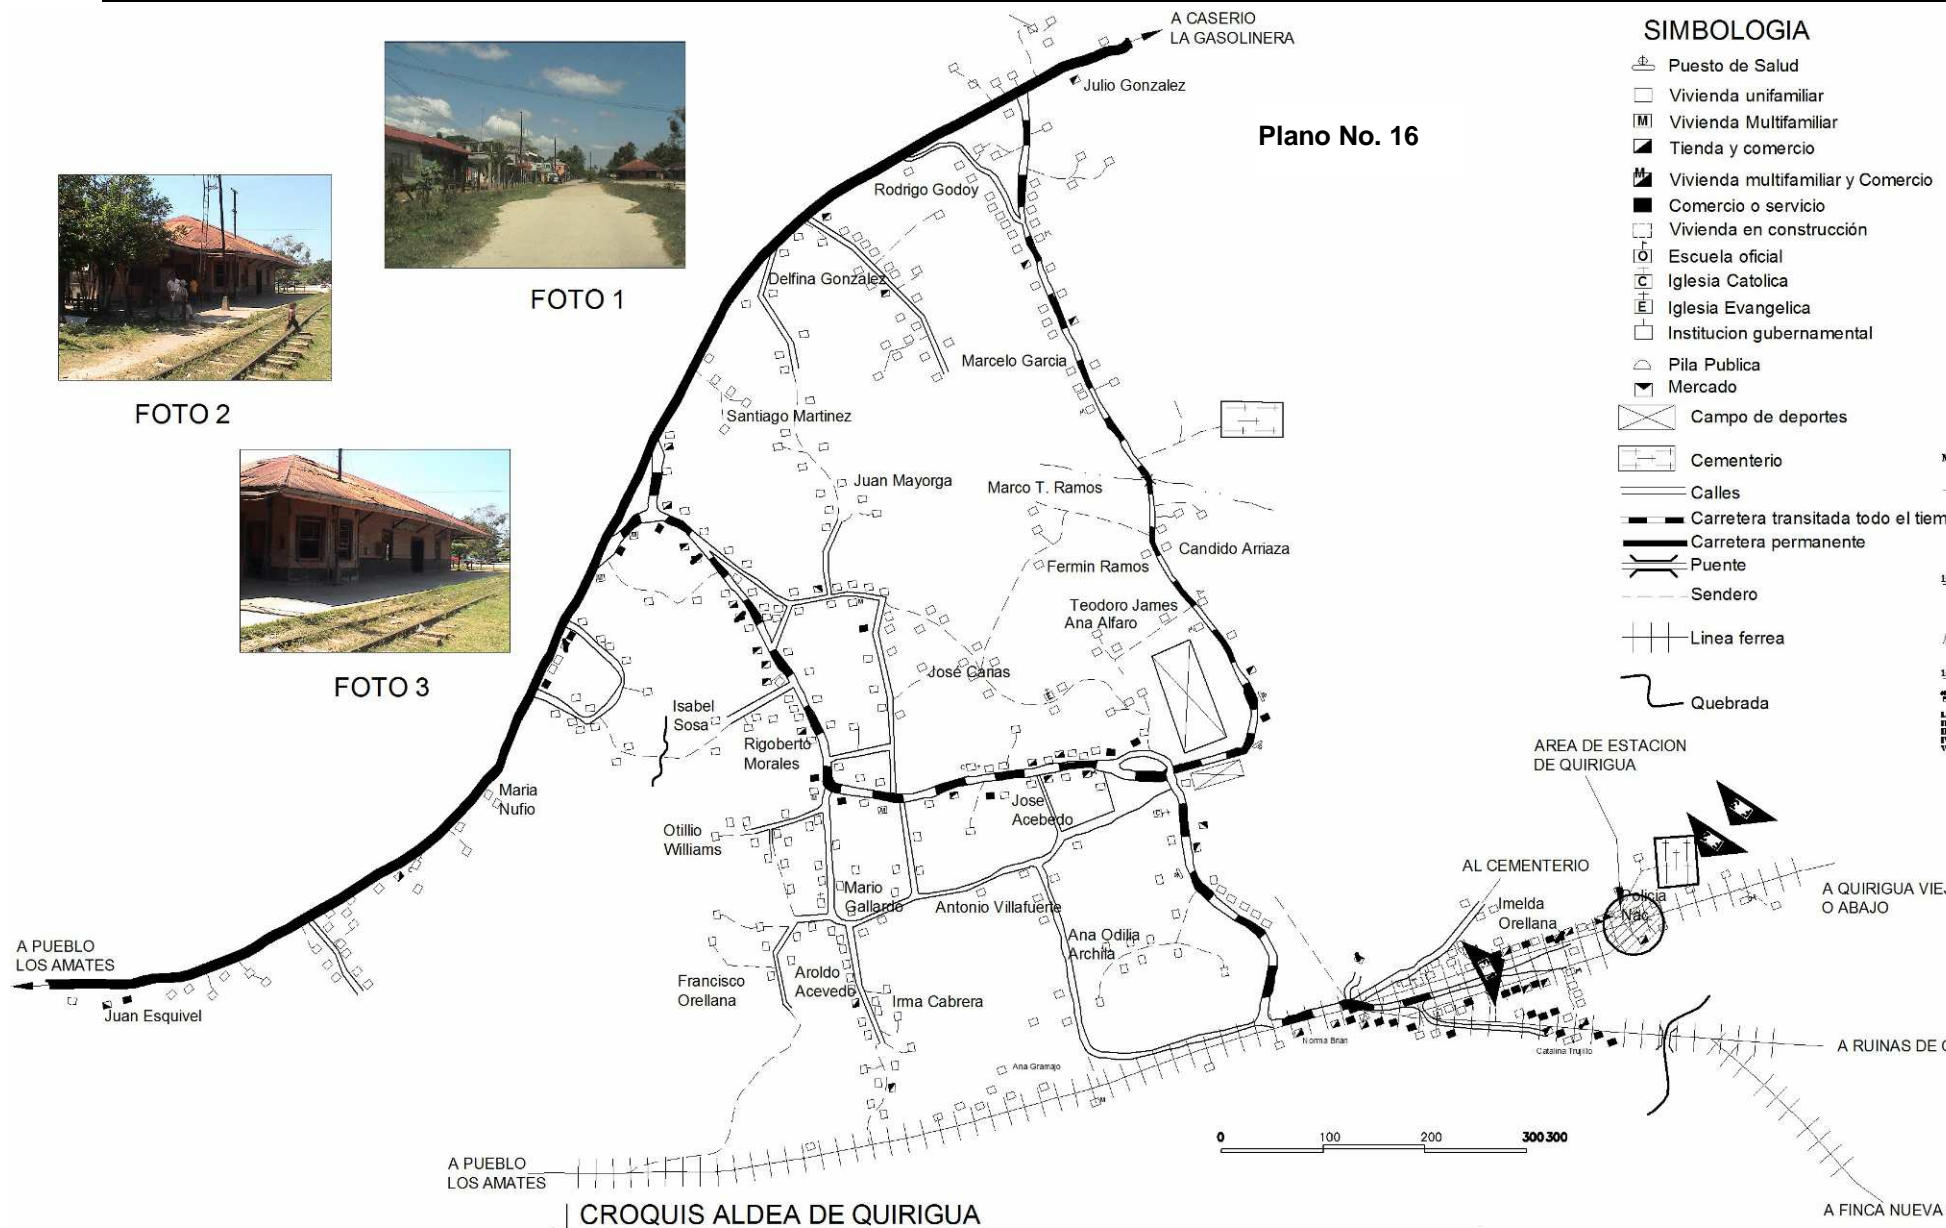 A CASERIO
LA GASOLINERA
Julio Gonzalez
Plano No. 16
Rodrigo Godoy
Delfina Gonzalez
Marcelo Garcia
Santiago Martinez
Juan Mayorga
Marco T. Ramos
Candido Arriaza
Fermin Ramos
Teodoro James
Ana Alfaro
José Carias
Isabel
Sosa
Rigoberto
Morales
Maria
Nufio
Jose
Acebedo
Otillio
Williams
Mario
Gallardo
Antonio Villafuerte
Ana Odilia
Archila
Francisco
Orellana
Aroldo
Acevedo
Irma Cabrera
Ana Gramajo
Norma Brian
Catalina Trujillo
Imelda
Orellana
Policia
Nac.
AL CEMENTERIO
AREA DE ESTACION
DE QUIRIGUA
A QUIRIGUA VIEJ
O ABAJO
A RUINAS DE
A FINCA NUEVA
A PUEBLO
LOS AMATES
Juan Esquivel
A PUEBLO
LOS AMATES
FOTO 1
FOTO 2
FOTO 3
SIMBOLOGIA
Puesto de Salud
Vivienda unifamiliar
M Vivienda Multifamiliar
Tienda y comercio
M Vivienda multifamiliar y Comercio
Comercio o servicio
Vivienda en construcción
O Escuela oficial
C Iglesia Catolica
E Iglesia Evangelica
Institucion gubernamental
Pila Publica
Mercado
Campo de deportes
Cementerio
Calles
Carretera transitada todo el tiem
Carretera permanente
Puente
Sendero
Linea ferrea
Quebrada
0 100 200 300 300
CROQUIS ALDEA DE QUIRIGUA